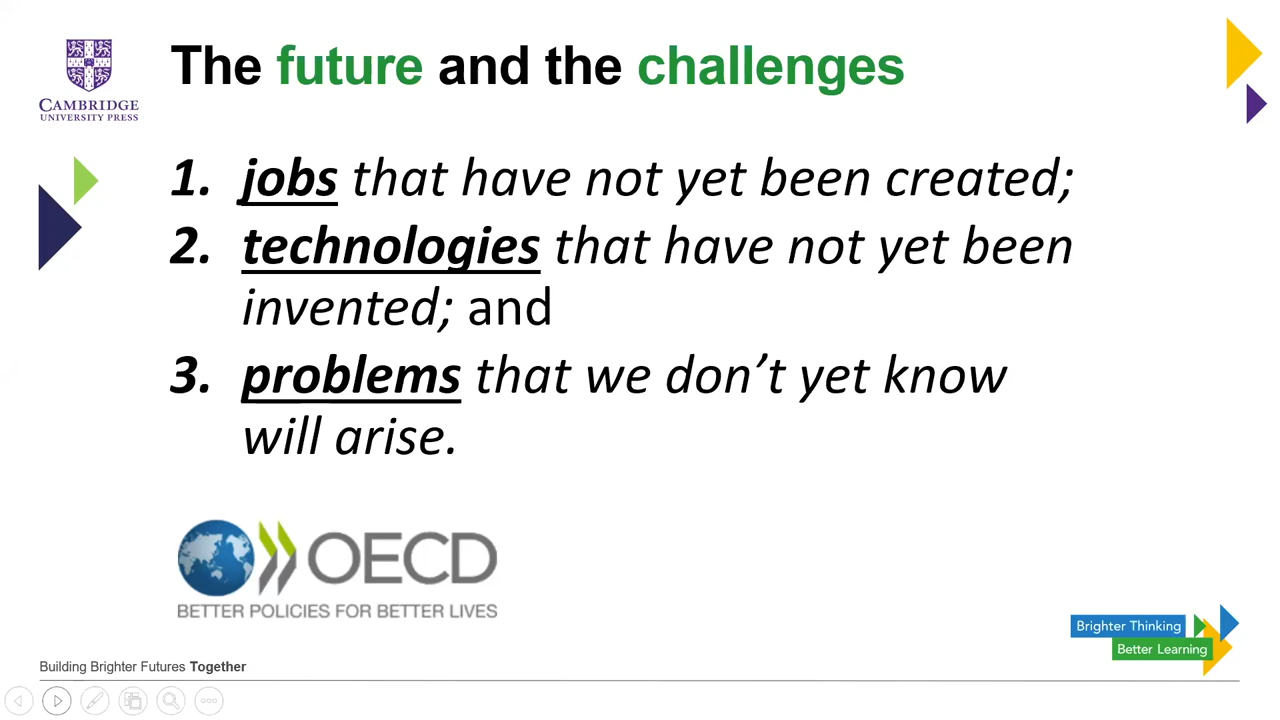 CAMBRIDGE
UNIVERSITY PRESS
The future and the challenges
1. jobs that have not yet been created;
2. technologies that have not yet been
invented; and
3. problems that we don’t yet know
will arise.
OECD
BETTER POLICIES FOR BETTER LIVES
Brighter Thinking
Better Learning
Building Brighter Futures Together